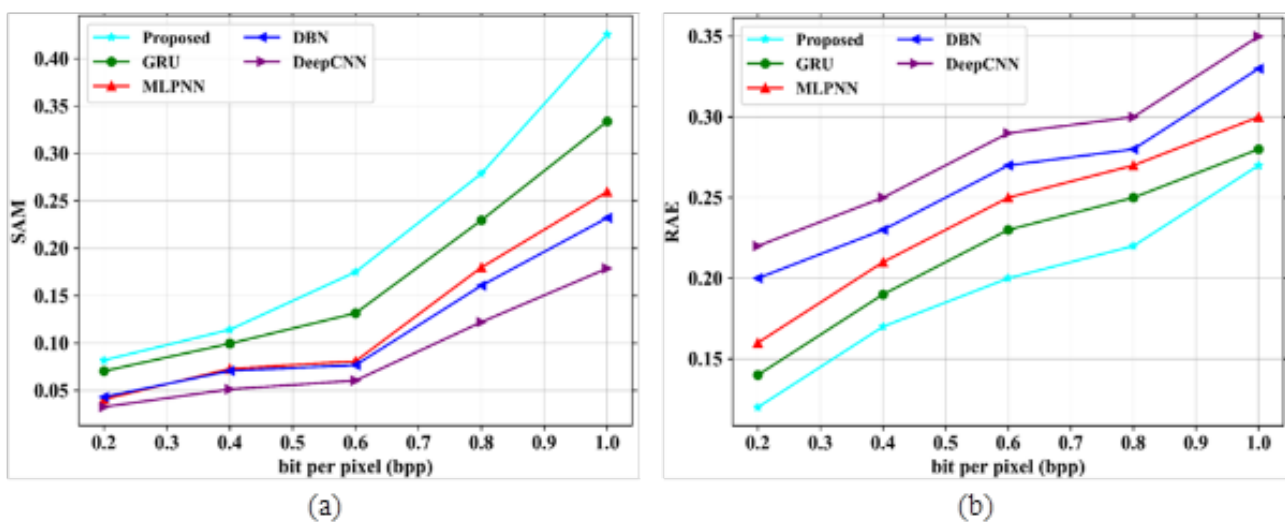 Proposed
GRU
MLPNN
DBN
DeepCNN
0.40
0.35
0.30
0.25
0.20
0.15
0.10
0.05
SAM
0.2 0.3 0.4 0.5 0.6 0.7 0.8 0.9 1.0
bit per pixel (bpp)
(a)
Proposed
GRU
MLPNN
DBN
DeepCNN
0.35
0.30
0.25
0.20
0.15
RAE
0.2 0.3 0.4 0.5 0.6 0.7 0.8 0.9 1.0
bit per pixel (bpp)
(b)